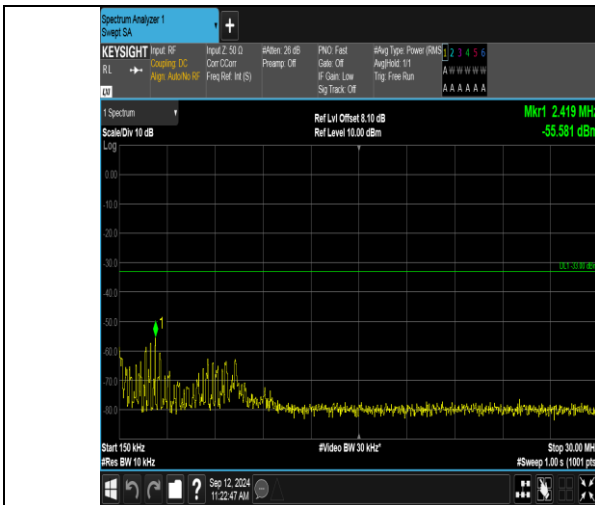 Spectrum Analyzer 1
Swept SA
+
KEYSIGHT Input: RF Input Z: 50 Ω #Atten: 26 dB PNO: Fast #Avg Type: Power (RMS 1 2 3 4 5 6
RL Coupling: DC Corr CCorr Preamp: Off Gate: Off Avg|Hold: 1/1 A W W W W W
Align: Auto/No RF Freq Ref: Int (S) IF Gain: Low Trig: Free Run
LXI Sig Track: Off A A A A A A
1 Spectrum Ref Lvl Offset 8.10 dB Mkr1 2.419 MHz
Scale/Div 10 dB Ref Level 10.00 dBm -55.581 dBm
Log
0.00
-10.0
-20.0
-30.0 DL1 -33.00 dBm
-40.0
-50.0
1
-60.0
-70.0
-80.0
Start 150 kHz #Video BW 30 kHz* Stop 30.00 MHz
#Res BW 10 kHz #Sweep 1.00 s (1001 pts
? Sep 12, 2024
11:22:47 AM